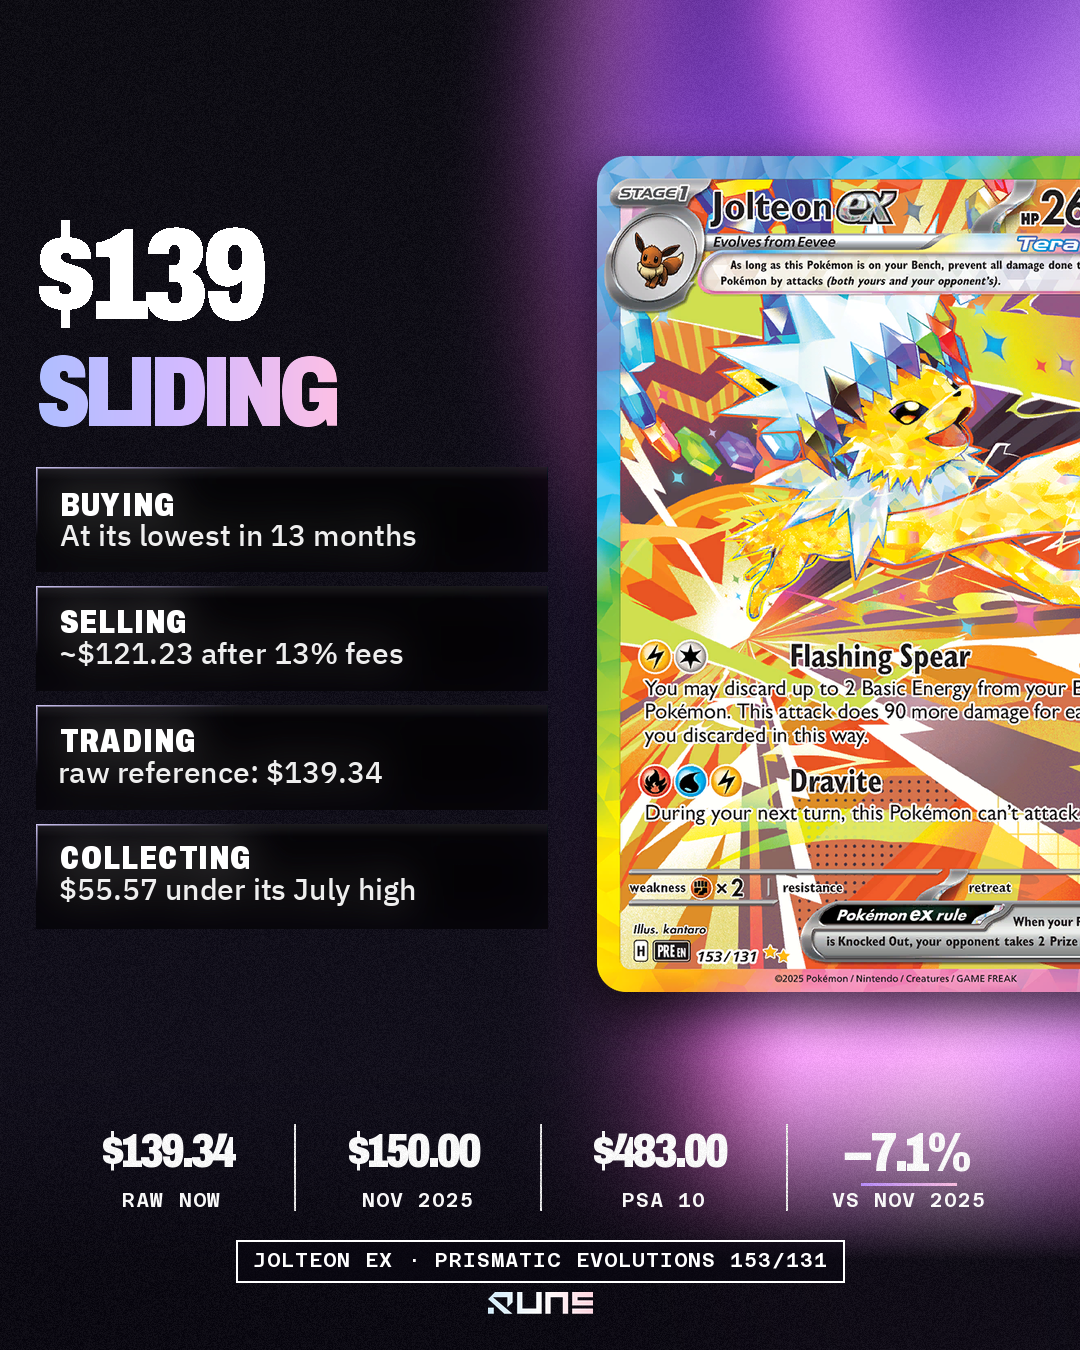 $139
SLIDING
BUYING
At its lowest in 13 months
SELLING
~$121.23 after 13% fees
TRADING
raw reference: $139.34
COLLECTING
$55.57 under its July high
STAGE 1
Jolteon ex
HP 26
Evolves from Eevee
Tera
As long as this Pokémon is on your Bench, prevent all damage done t
Pokémon by attacks (both yours and your opponent's).
Flashing Spear
You may discard up to 2 Basic Energy from your B
Pokémon. This attack does 90 more damage for ea
you discarded in this way.
Dravite
During your next turn, this Pokémon can't attack
weakness ×2 resistance retreat
Pokémon ex rule
When your P
is Knocked Out, your opponent takes 2 Prize
Illus. kantaro
H PRE EN 153/131
©2025 Pokémon / Nintendo / Creatures / GAME FREAK
$139.34
RAW NOW
$150.00
NOV 2025
$483.00
PSA 10
–7.1%
VS NOV 2025
JOLTEON EX · PRISMATIC EVOLUTIONS 153/131
RUNE